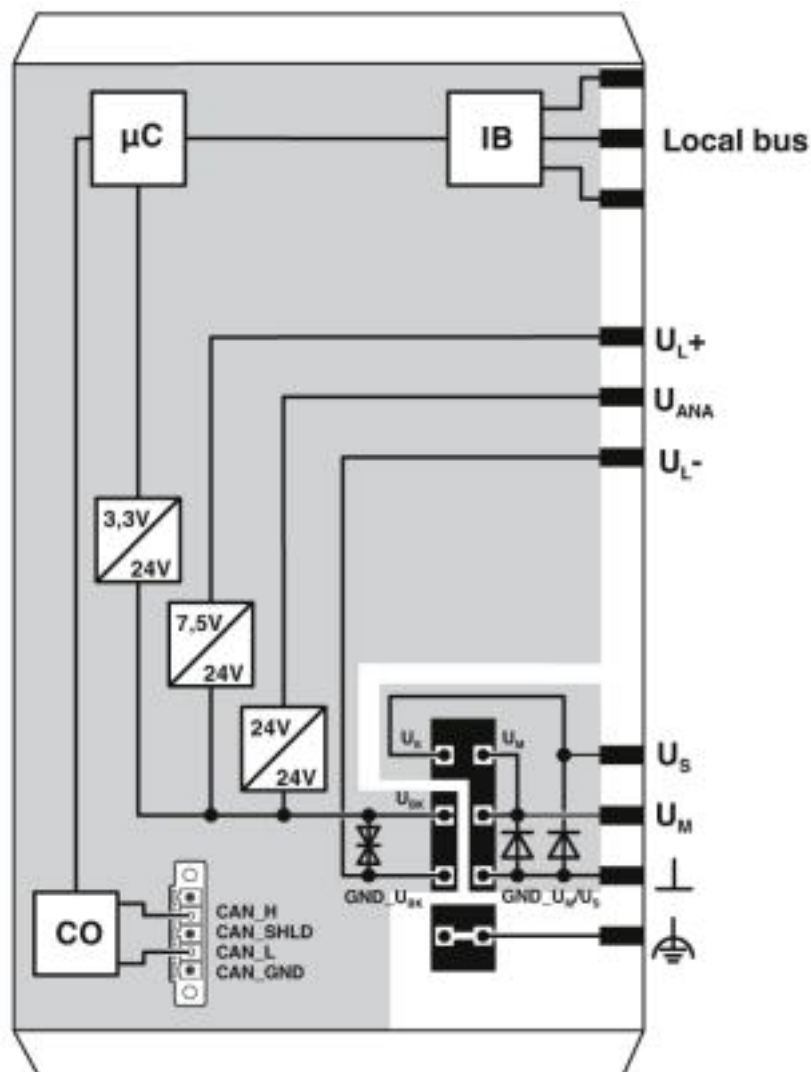 μC
IB
Local bus
U_L+
U_ANA
U_L-
3,3V
24V
7,5V
24V
24V
24V
U_S
U_M
U_S
U_BK
U_M
GND_U_BK
GND_U_M/U_S
CO
CAN_H
CAN_SHLD
CAN_L
CAN_GND